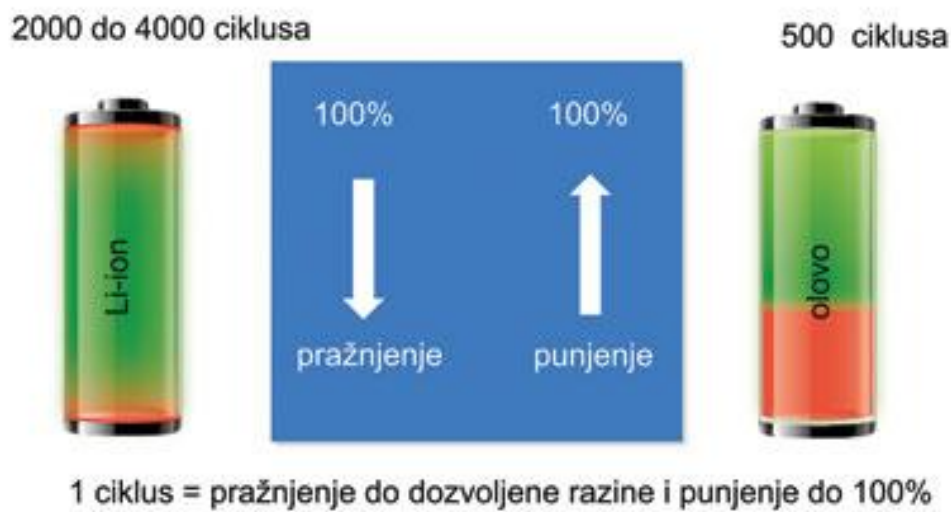 2000 do 4000 ciklusa
500 ciklusa
100%
100%
Li-ion
olovo
pražnjenje
punjenje
1 ciklus = pražnjenje do dozvoljene razine i punjenje do 100%